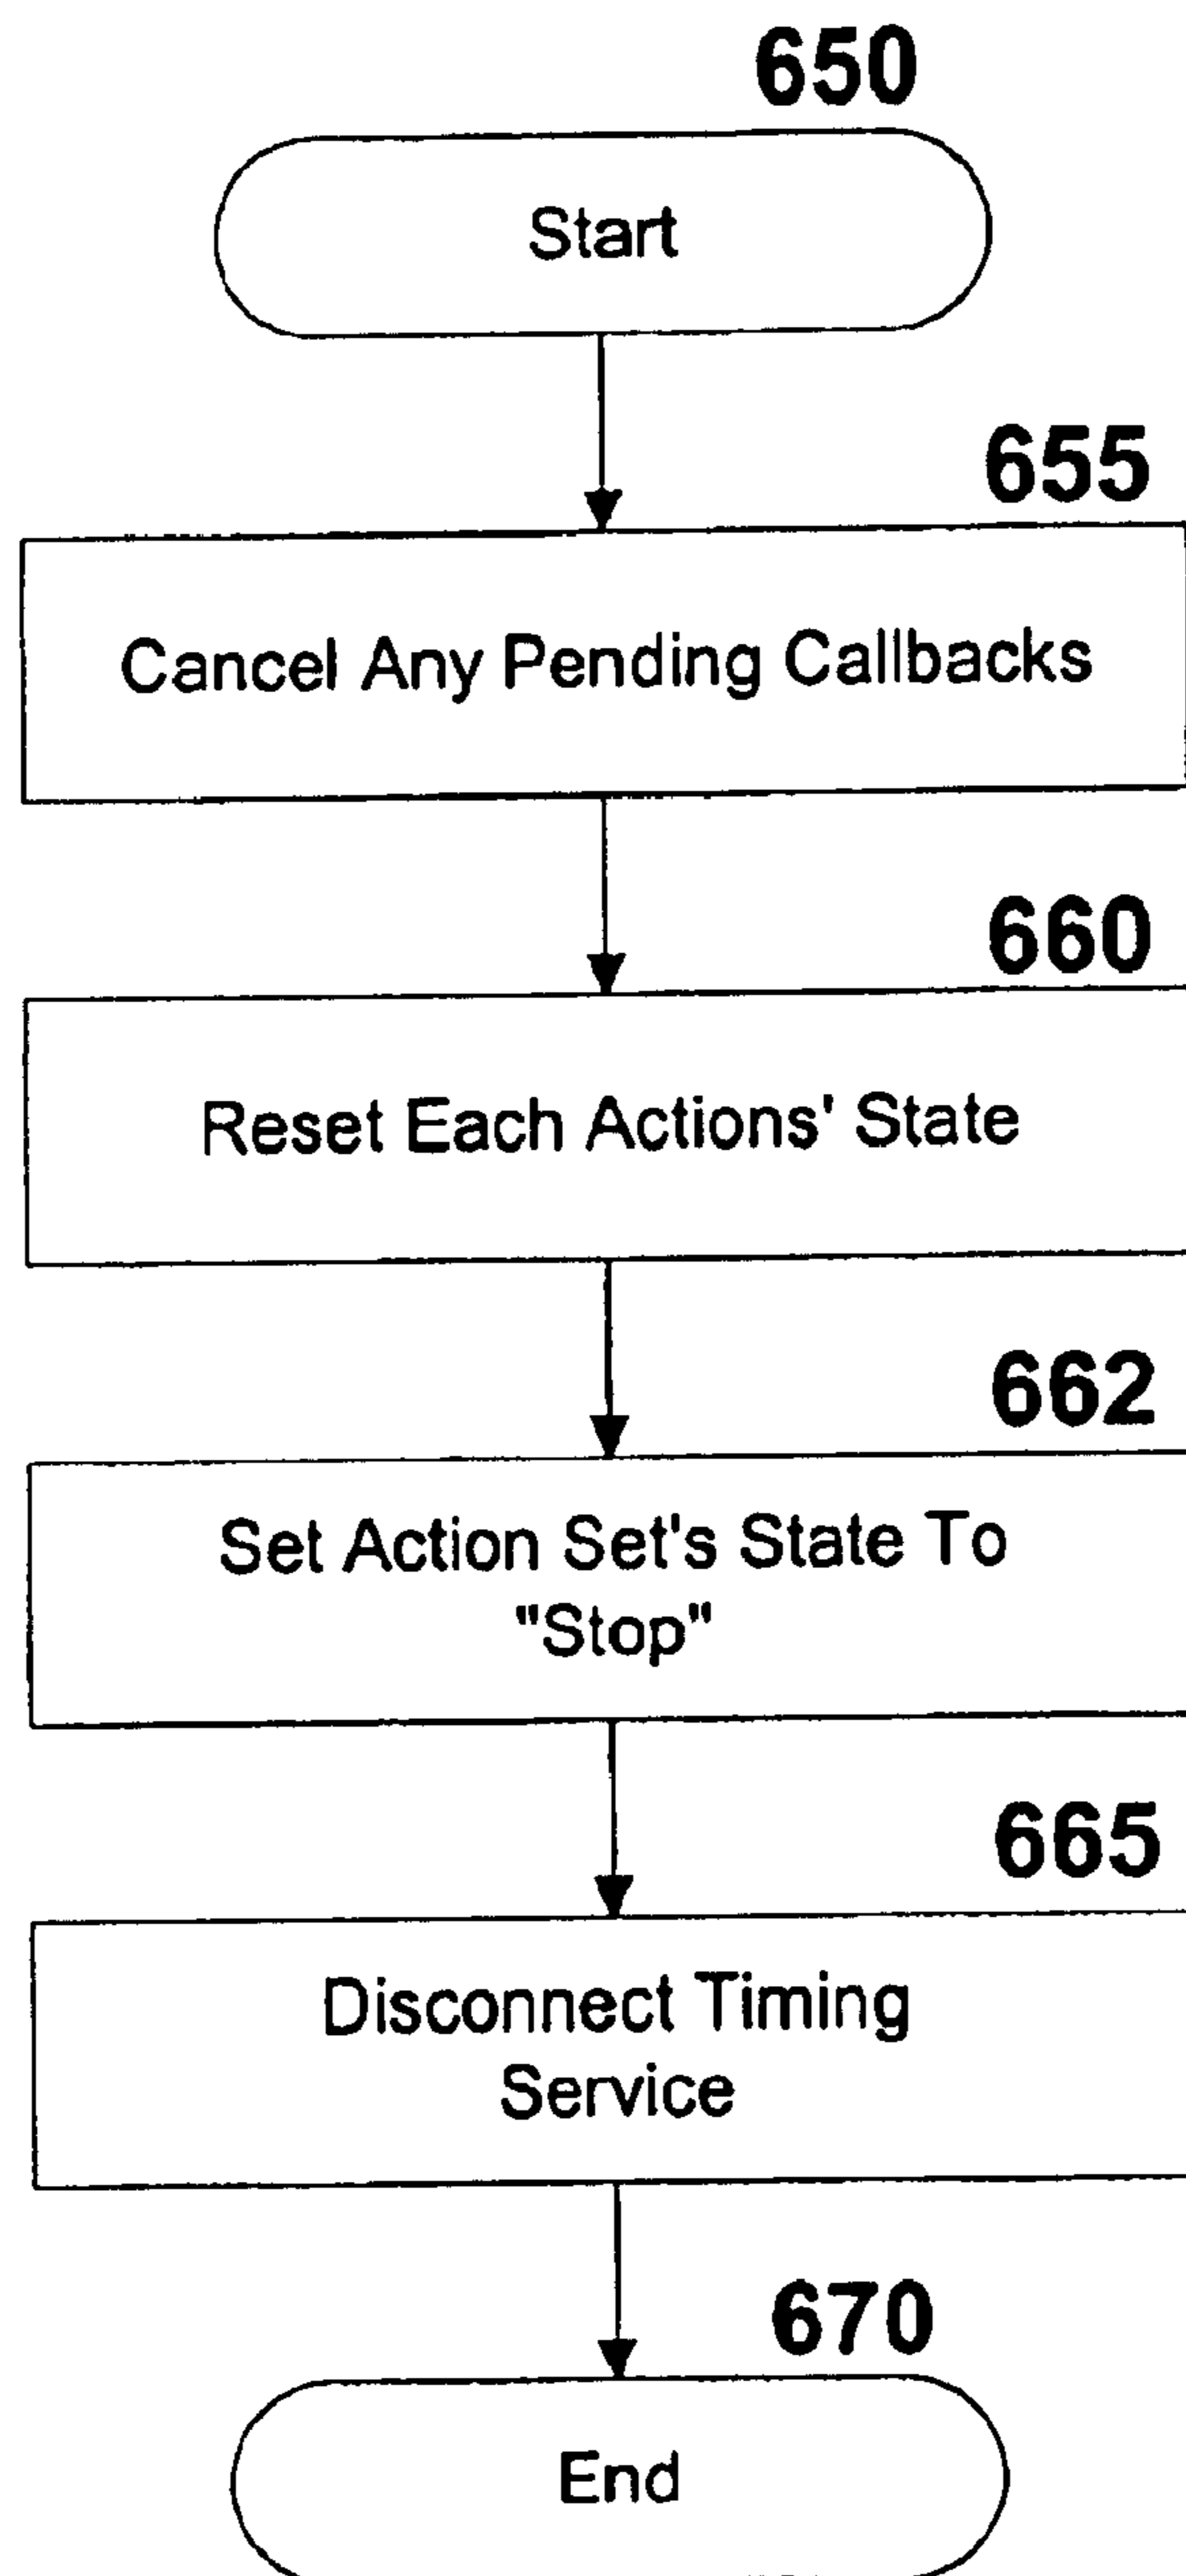 650
Start
655
Cancel Any Pending Callbacks
660
Reset Each Actions' State
662
Set Action Set's State To
"Stop"
665
Disconnect Timing
Service
670
End